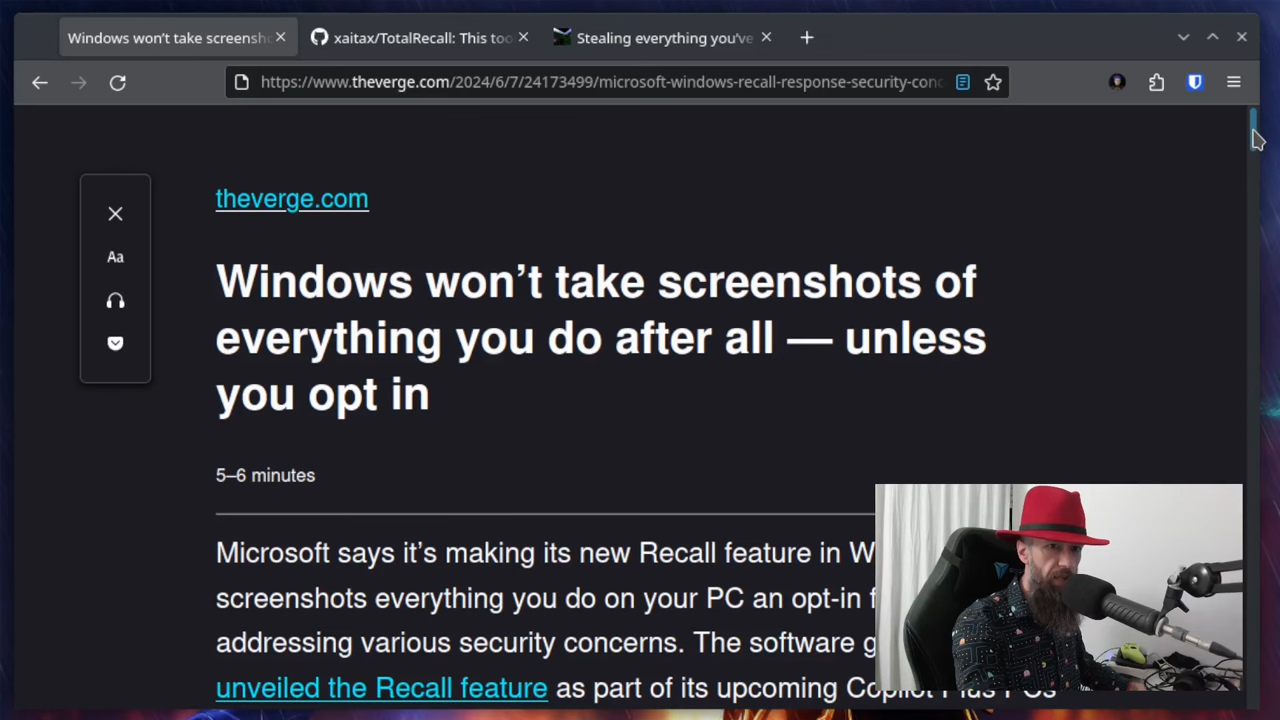 Windows won't take screensh
xaitax/TotalRecall: This too
Stealing everything you've
https://www.theverge.com/2024/6/7/24173499/microsoft-windows-recall-response-security-conc
theverge.com
Aa
Windows won’t take screenshots of
everything you do after all — unless
you opt in
5–6 minutes
Microsoft says it’s making its new Recall feature in W
screenshots everything you do on your PC an opt-in f
addressing various security concerns. The software g
unveiled the Recall feature as part of its upcoming Copilot Plus PCs